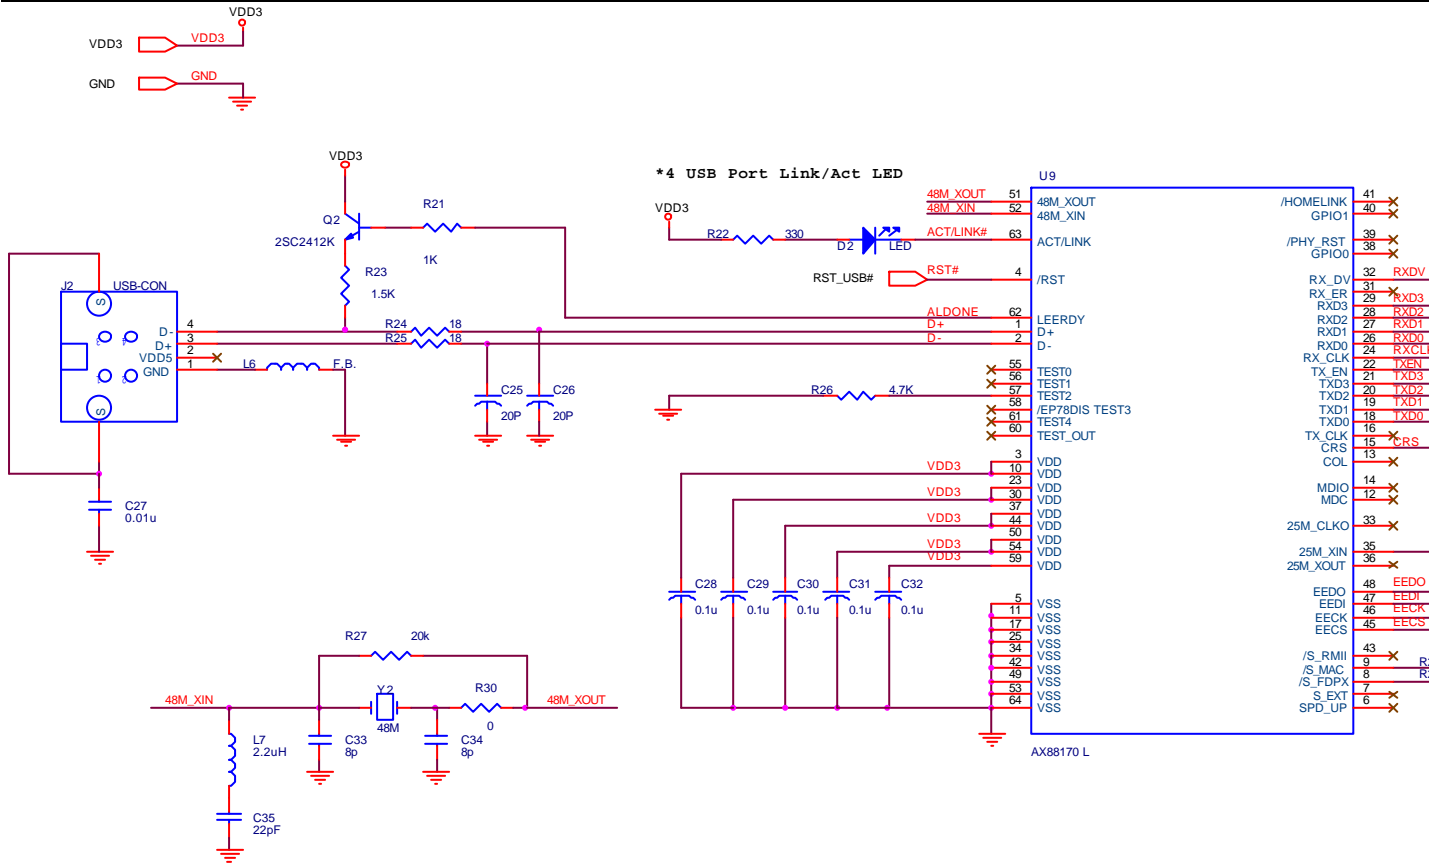 VDD3
VDD3 VDD3
GND GND
VDD3
*4 USB Port Link/Act LED
U9
R21
Q2
2SC2412K
1K
R23
1.5K
VDD3
R22 330
D2 LED
ACT/LINK#
RST_USB# RST#
48M_XOUT 51 48M_XOUT
48M_XIN 52 48M_XIN
63 ACT/LINK
4 /RST
ALDONE 62 LEERDY
D+ 1 D+
D- 2 D-
J2 USB-CON
S
D- 4
D+ 3
VDD5 2
GND 1
S
R24 18
R25 18
L6 F.B.
C25
20P
C26
20P
C27
0.01u
R26 4.7K
55 TEST0
56 TEST1
57 TEST2
58 /EP78DIS TEST3
61 TEST4
60 TEST_OUT
3 VDD
VDD3 10 VDD
23 VDD
VDD3 30 VDD
37 VDD
VDD3 44 VDD
50 VDD
VDD3 54 VDD
VDD3 59 VDD
C28
0.1u
C29
0.1u
C30
0.1u
C31
0.1u
C32
0.1u
5 VSS
11 VSS
17 VSS
25 VSS
34 VSS
42 VSS
49 VSS
53 VSS
64 VSS
/HOMELINK 41
GPIO1 40
/PHY_RST 39
GPIO0 38
RX_DV 32 RXDV
RX_ER 31
RXD3 29 RXD3
RXD2 28 RXD2
RXD1 27 RXD1
RXD0 26 RXD0
RX_CLK 24 RXCLK
TX_EN 22 TXEN
TXD3 21 TXD3
TXD2 20 TXD2
TXD1 19 TXD1
TXD0 18 TXD0
TX_CLK 16
CRS 15 CRS
COL 13
MDIO 14
MDC 12
25M_CLKO 33
25M_XIN 35
25M_XOUT 36
EEDO 48 EEDO
EEDI 47 EEDI
EECK 46 EECK
EECS 45 EECS
/S_RMII 43
/S_MAC 9
/S_FDPX 8
S_EXT 7
SPD_UP 6
AX88170 L
R27 20k
48M_XIN
Y2
48M
R30
0
48M_XOUT
L7
2.2uH
C33
8p
C34
8p
C35
22pF